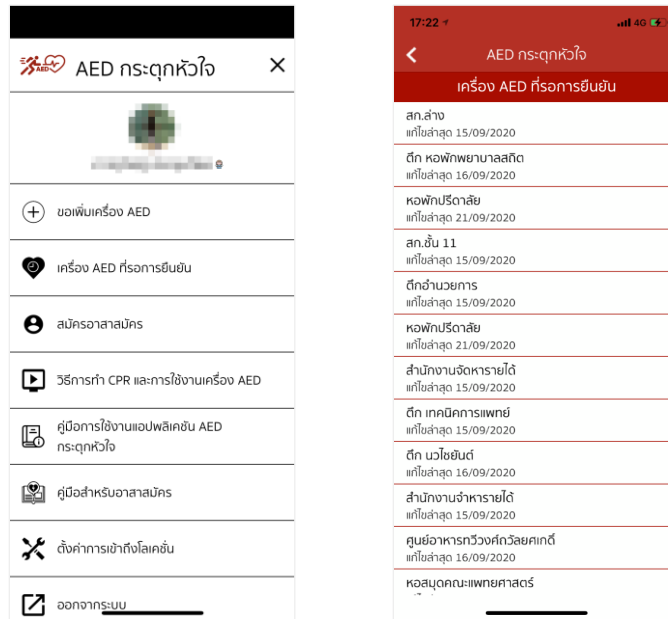 AED กระตุกหัวใจ
AED
ขอเพิ่มเครื่อง AED
เครื่อง AED ที่รอการยืนยัน
สมัครอาสาสมัคร
วิธีการทำ CPR และการใช้งานเครื่อง AED
คู่มือการใช้งานแอปพลิเคชัน AED
กระตุกหัวใจ
คู่มือสำหรับอาสาสมัคร
ตั้งค่าการเข้าถึงโลเคชั่น
ออกจากระบบ
17:22
4G
AED กระตุกหัวใจ
เครื่อง AED ที่รอการยืนยัน
สก.ล่าง
แก้ไขล่าสุด 15/09/2020
ตึก หอพักพยาบาลสถิต
แก้ไขล่าสุด 16/09/2020
หอพักปรีดาลัย
แก้ไขล่าสุด 21/09/2020
สก.ชั้น 11
แก้ไขล่าสุด 15/09/2020
ตึกอำนวยการ
แก้ไขล่าสุด 15/09/2020
หอพักปรีดาลัย
แก้ไขล่าสุด 21/09/2020
สำนักงานจัดหารายได้
แก้ไขล่าสุด 15/09/2020
ตึก เทคนิคการแพทย์
แก้ไขล่าสุด 15/09/2020
ตึก นวไชยันต์
แก้ไขล่าสุด 16/09/2020
สำนักงานจำหารายได้
แก้ไขล่าสุด 15/09/2020
ศูนย์อาหารทวีวงศ์ถวัลยศเกดิ์
แก้ไขล่าสุด 16/09/2020
หอสมุดคณะแพทยศาสตร์